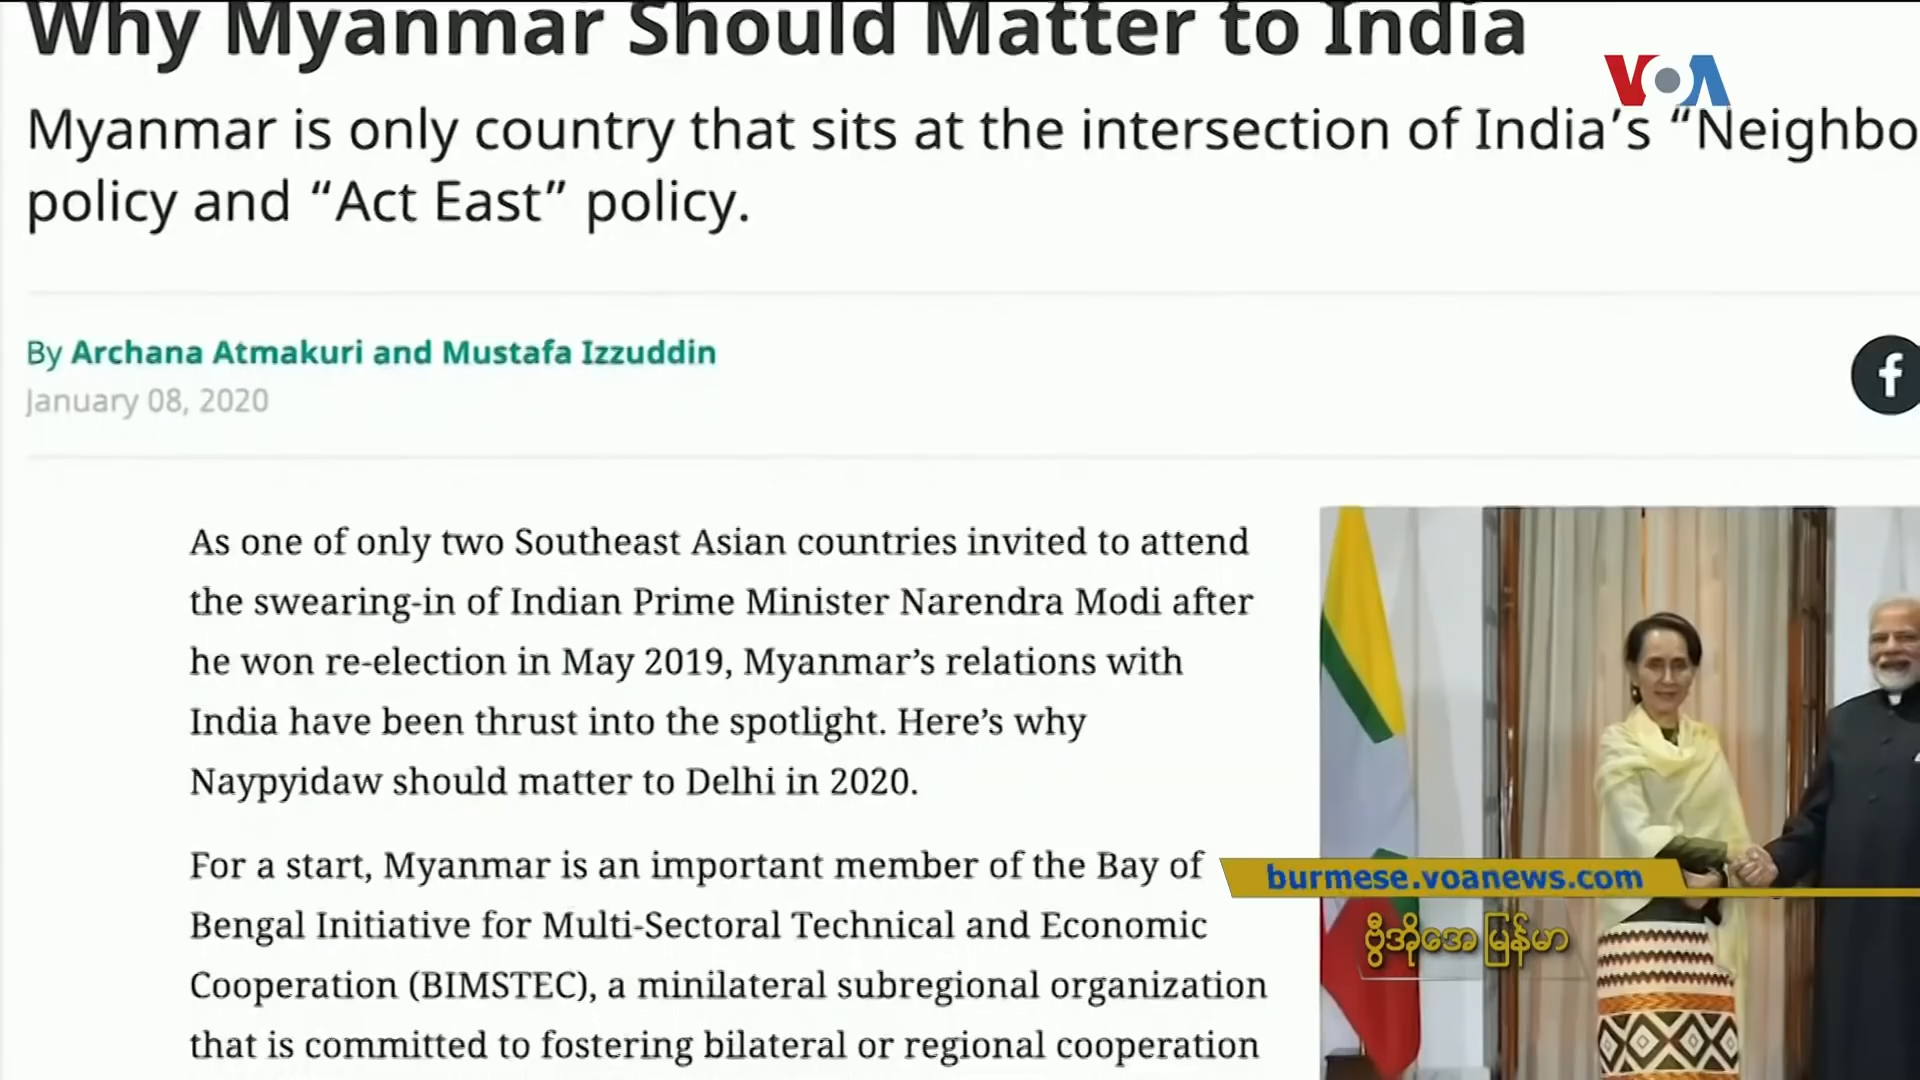 Why Myanmar Should Matter to India
VOA
Myanmar is only country that sits at the intersection of India’s “Neighbo
policy and “Act East” policy.
By Archana Atmakuri and Mustafa Izzuddin
January 08, 2020
f
As one of only two Southeast Asian countries invited to attend
the swearing-in of Indian Prime Minister Narendra Modi after
he won re-election in May 2019, Myanmar’s relations with
India have been thrust into the spotlight. Here’s why
Naypyidaw should matter to Delhi in 2020.
For a start, Myanmar is an important member of the Bay of
Bengal Initiative for Multi-Sectoral Technical and Economic
Cooperation (BIMSTEC), a minilateral subregional organization
that is committed to fostering bilateral or regional cooperation
burmese.voanews.com
ဗွီအိုအေ မြန်မာ